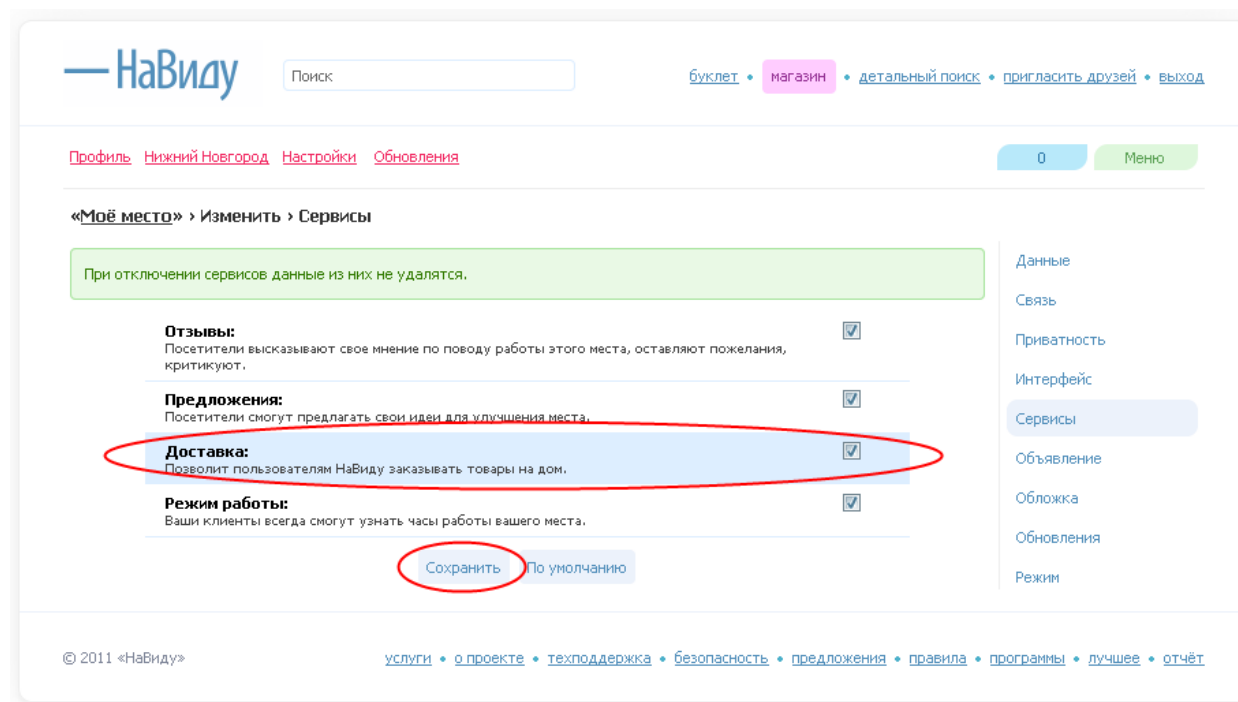 — НаВиду
Поиск
буклет • магазин • детальный поиск • пригласить друзей • выход
Профиль Нижний Новгород Настройки Обновления
0 Меню
«Моё место» › Изменить › Сервисы
При отключении сервисов данные из них не удалятся.
Отзывы:
Посетители высказывают свое мнение по поводу работы этого места, оставляют пожелания,
критикуют.
Предложения:
Посетители смогут предлагать свои идеи для улучшения места.
Доставка:
Позволит пользователям НаВиду заказывать товары на дом.
Режим работы:
Ваши клиенты всегда смогут узнать часы работы вашего места.
Сохранить По умолчанию
Данные
Связь
Приватность
Интерфейс
Сервисы
Объявление
Обложка
Обновления
Режим
© 2011 «НаВиду»
услуги • о проекте • техподдержка • безопасность • предложения • правила • программы • лучшее • отчёт